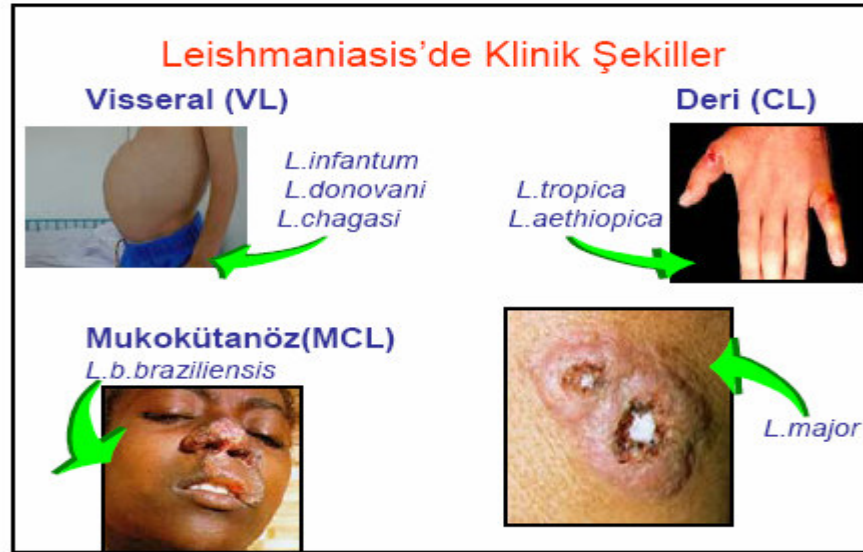 Leishmaniasis’de Klinik Şekiller
Visseral (VL)
L.infantum
L.donovani
L.chagasi
Deri (CL)
L.tropica
L.aethiopica
Mukokütanöz(MCL)
L.b.braziliensis
L.major